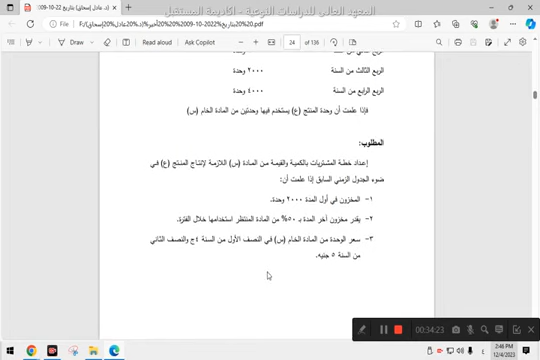 المعهد العالي للدراسات النوعية - اكاديمية المستقبل
Read aloud
Ask Copilot
24
of 136
File
الربع الثالث من السنة ٢٠٠٠ وحدة
الربع الرابع من السنة ٤٠٠٠ وحدة
فإذا علمت أن وحدة المنتج (ع) يستخدم فيها وحدتين من المادة الخام (س)
المطلوب:
إعداد خطة المشتريات بالكمية والقيمة من المادة (س) اللازمة لإنتاج المنتج (ع) في
ضوء الجدول الزمني السابق إذا علمت أن:
١- المخزون في أول المدة ٢٠٠٠ وحدة.
٢- يقدر مخزون آخر المدة بـ ٥٠% من المادة المنتظر استخدامها خلال الفترة.
٣- سعر الوحدة من المادة الخام (س) في النصف الأول من السنة ٤ج والنصف الثاني
من السنة ٥ جنيه.
00:34:23
2:46 PM
12/4/2023